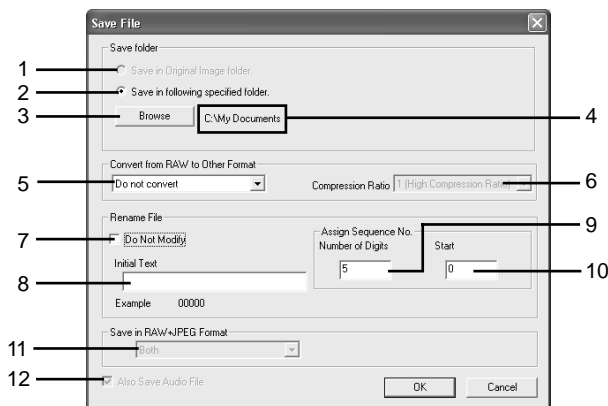 Save File
Save folder
1 Save in Original Image folder.
2 Save in following specified folder.
3 Browse C:\My Documents 4
Convert from RAW to Other Format
5 Do not convert Compression Ratio 1 (High Compression Ratio) 6
Rename File
7 Do Not Modify
Assign Sequence No. 9
Number of Digits Start
Initial Text
5 0 10
8
Example 00000
Save in RAW+JPEG Format
11 Both
12 Also Save Audio File OK Cancel